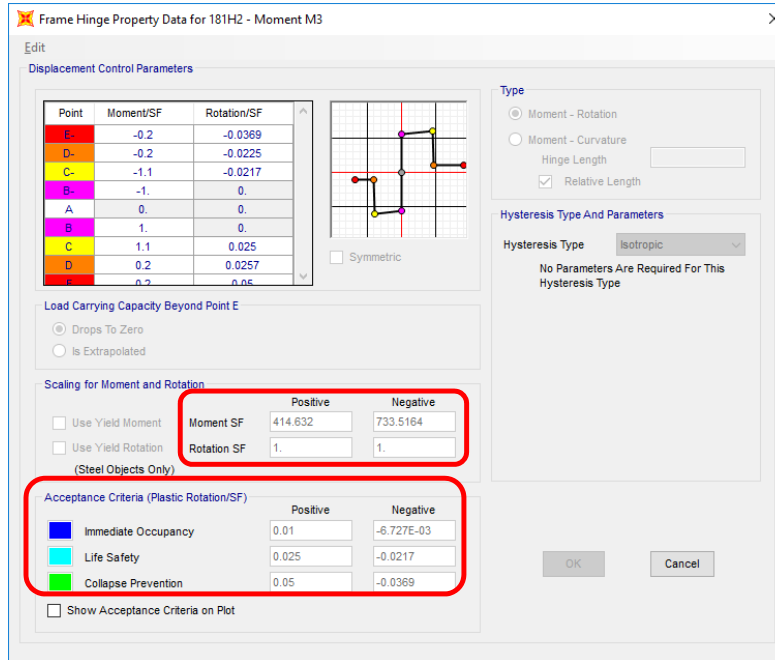 Frame Hinge Property Data for 181H2 - Moment M3
Edit
Displacement Control Parameters
Point Moment/SF Rotation/SF
E- -0.2 -0.0369
D- -0.2 -0.0225
C- -1.1 -0.0217
B- -1. 0.
A 0. 0.
B 1. 0.
C 1.1 0.025
D 0.2 0.0257
E 0.2 0.05
Symmetric
Load Carrying Capacity Beyond Point E
Drops To Zero
Is Extrapolated
Scaling for Moment and Rotation
Positive Negative
Use Yield Moment Moment SF 414.632 733.5164
Use Yield Rotation Rotation SF 1. 1.
(Steel Objects Only)
Acceptance Criteria (Plastic Rotation/SF)
Positive Negative
Immediate Occupancy 0.01 -6.727E-03
Life Safety 0.025 -0.0217
Collapse Prevention 0.05 -0.0369
Show Acceptance Criteria on Plot
Type
Moment - Rotation
Moment - Curvature
Hinge Length
Relative Length
Hysteresis Type And Parameters
Hysteresis Type Isotropic
No Parameters Are Required For This
Hysteresis Type
OK Cancel